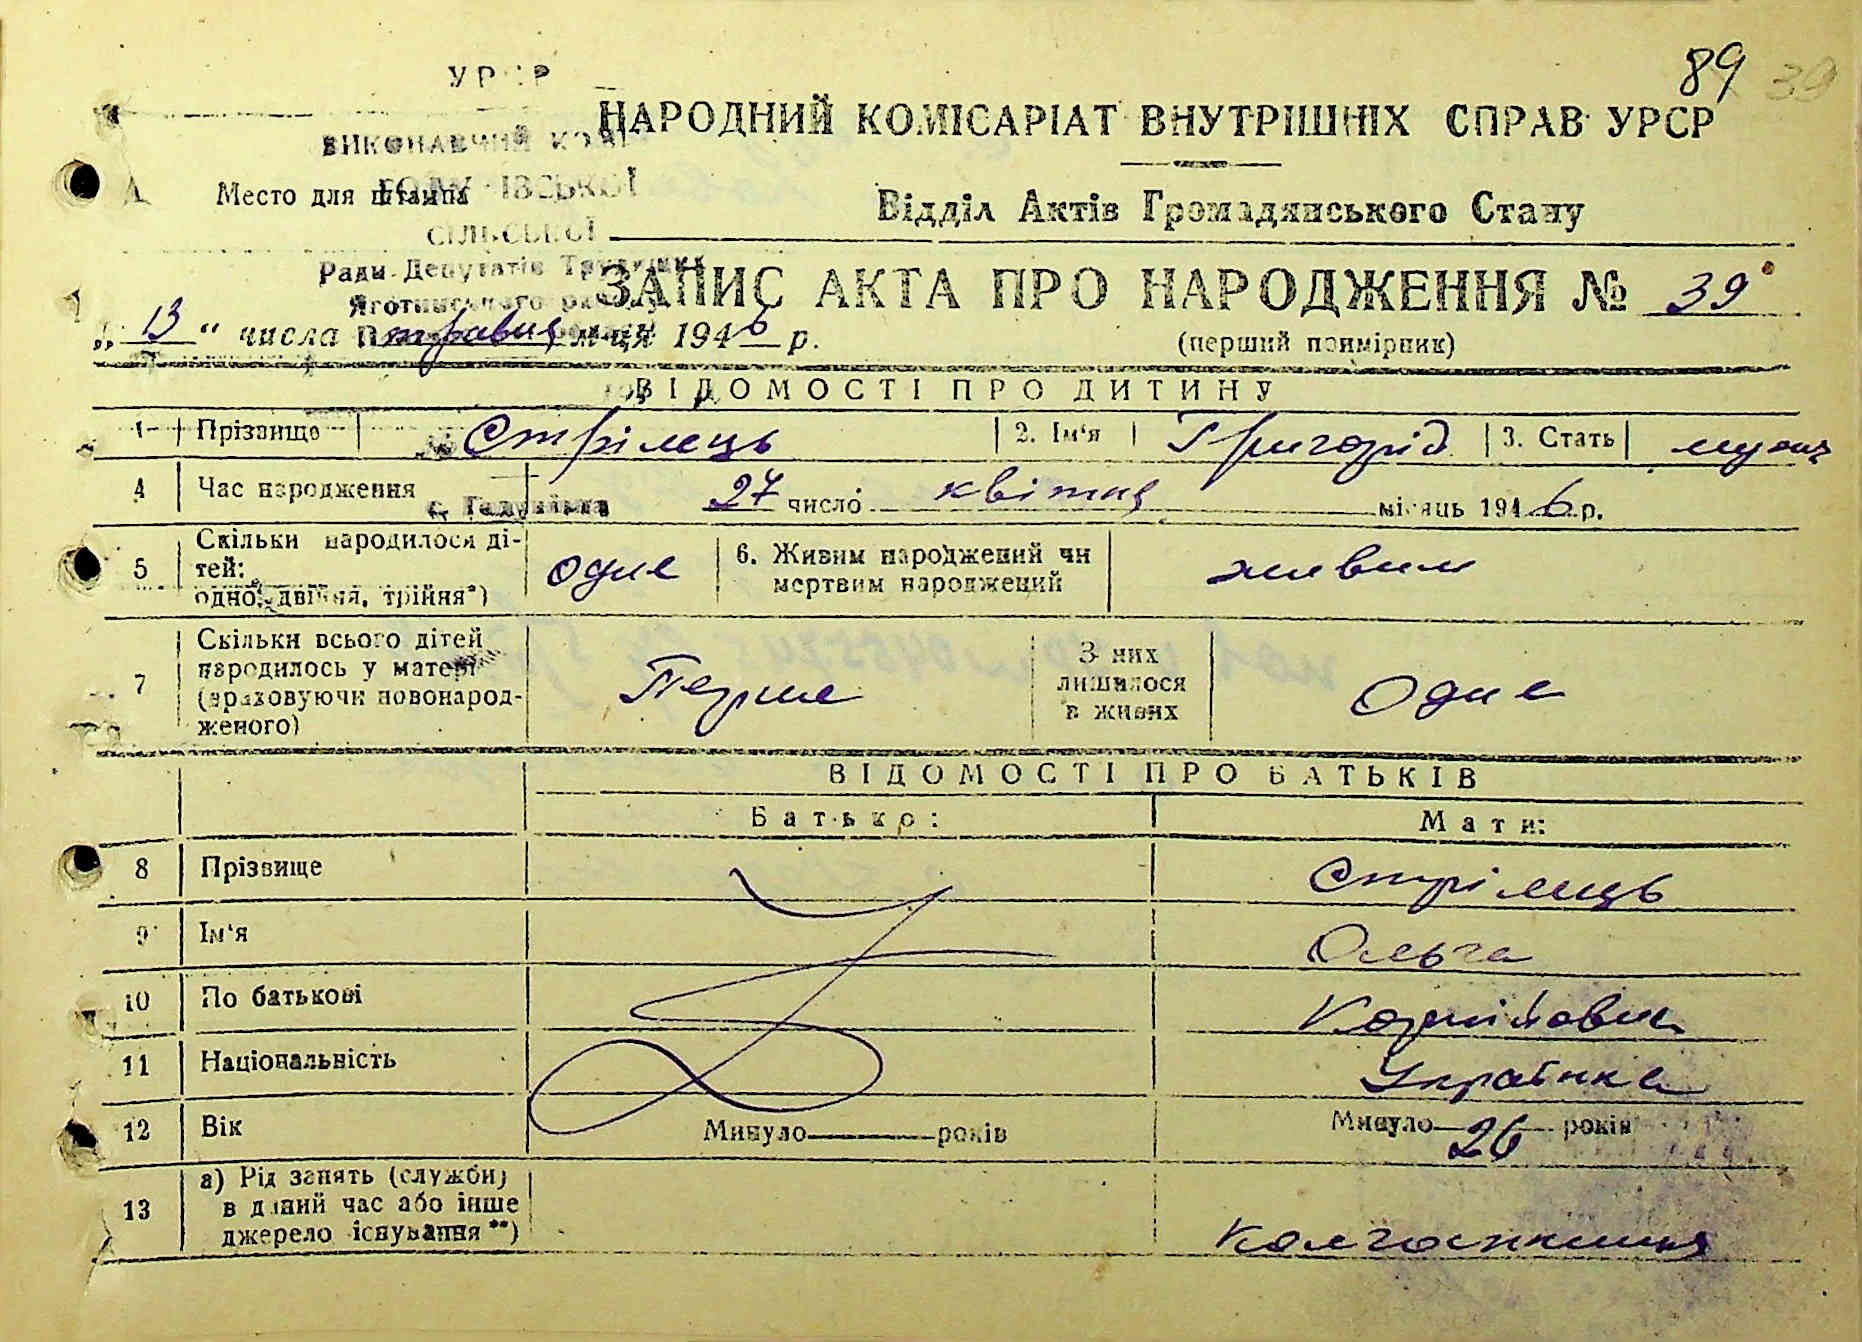 89 39
УРСР
НАРОДНИЙ КОМІСАРІАТ ВНУТРІШНІХ СПРАВ УРСР
ВИКОНАВЧИЙ
Место для штампа
Відділ Актів Громадянського Стану
СІЛЬСЬКОЇ
Ради Депутатів Трудящих
ЗАПИС АКТА ПРО НАРОДЖЕННЯ № 39
Яготинського району
„ 13 “ числа травня м-ця 1946 р.
(перший примірник)
ВІДОМОСТІ ПРО ДИТИНУ
1 Прізвище Стрілець 2. Ім'я Григорій 3. Стать
4 Час народження 27 число квітня місяць 1946 р.
5 Скільки народилося ді-
тей:
одно, двійня, трійня*)
одне
6. Живим народжений чи
мертвим народжений
живим
7 Скільки всього дітей
народилось у матері
(враховуючи новонарод-
женого)
Перше
З них
лишилося
в живих
Одне
ВІДОМОСТІ ПРО БАТЬКІВ
Батько: Мати:
8 Прізвище Стрілець
9 Ім'я Ольга
10 По батькові
11 Національність Українка
12 Вік Минуло років Минуло 26 років
13 а) Рід занять (служби)
в даний час або інше
джерело існування **)
Колгоспниця